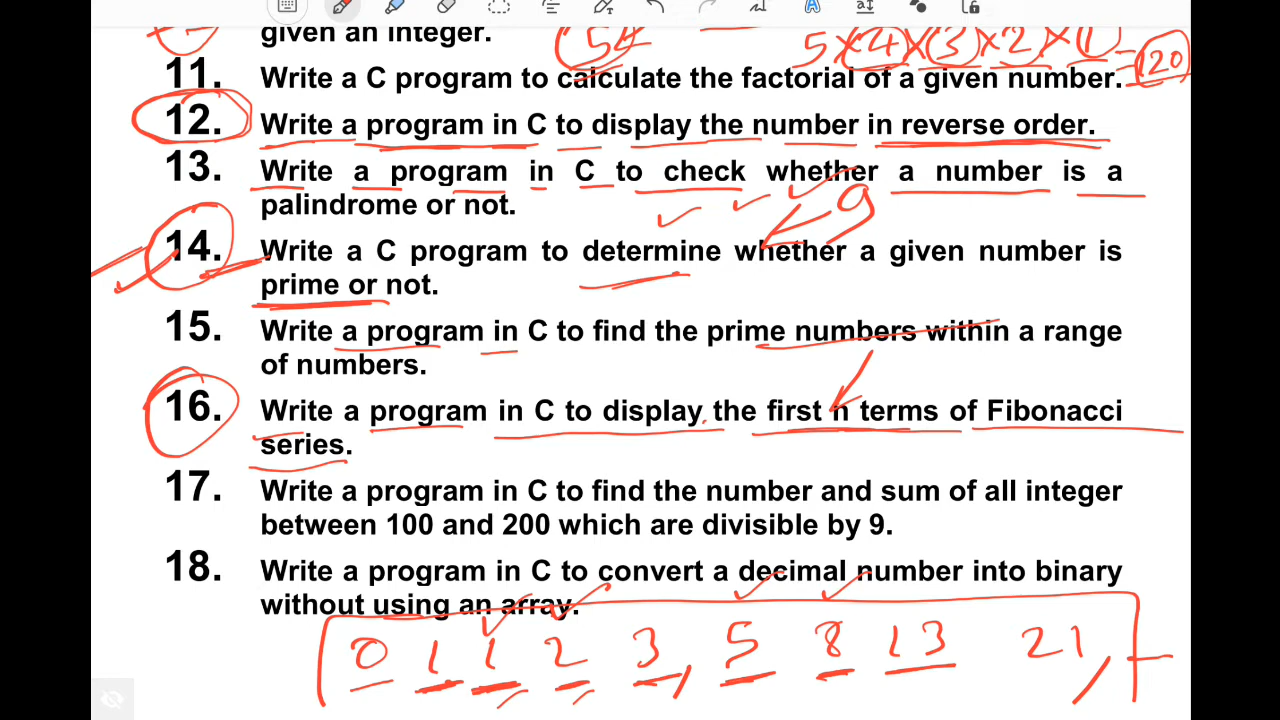 given an integer.
54
5×4×3×2×1=120
11. Write a C program to calculate the factorial of a given number.
12. Write a program in C to display the number in reverse order.
13. Write a program in C to check whether a number is a
palindrome or not.
9
14. Write a C program to determine whether a given number is
prime or not.
15. Write a program in C to find the prime numbers within a range
of numbers.
16. Write a program in C to display the first n terms of Fibonacci
series.
17. Write a program in C to find the number and sum of all integer
between 100 and 200 which are divisible by 9.
18. Write a program in C to convert a decimal number into binary
without using an array.
0 1 1 2 3, 5 8 13 21,